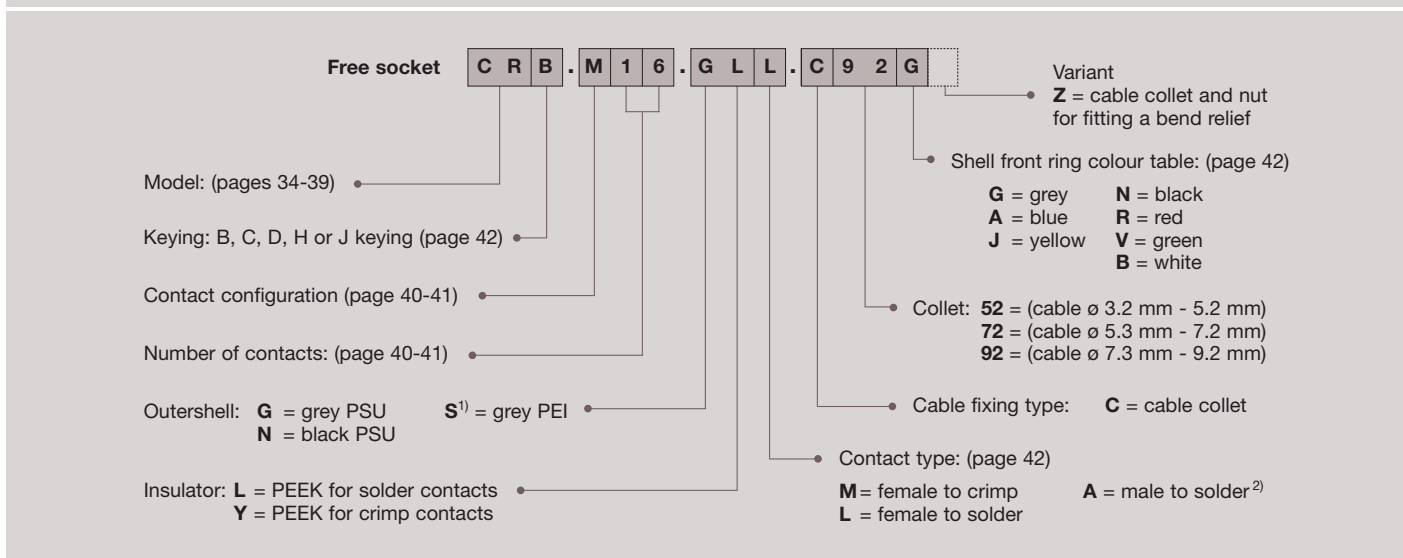 Free socket C R B . M 1 6 . G L L . C 9 2 G
Variant
Z = cable collet and nut
for fitting a bend relief
Shell front ring colour table: (page 42)
G = grey N = black
A = blue R = red
J = yellow V = green
B = white
Model: (pages 34-39)
Keying: B, C, D, H or J keying (page 42)
Contact configuration (page 40-41)
Collet: 52 = (cable ø 3.2 mm - 5.2 mm)
72 = (cable ø 5.3 mm - 7.2 mm)
92 = (cable ø 7.3 mm - 9.2 mm)
Number of contacts: (page 40-41)
Outershell: G = grey PSU S1) = grey PEI
N = black PSU
Cable fixing type: C = cable collet
Contact type: (page 42)
M = female to crimp A = male to solder 2)
L = female to solder
Insulator: L = PEEK for solder contacts
Y = PEEK for crimp contacts